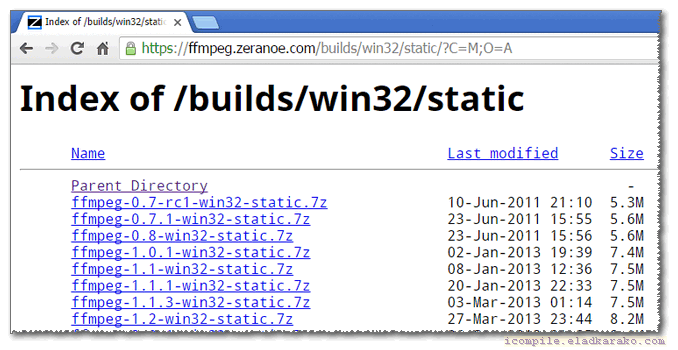 Index of /builds/win32/static
https://ffmpeg.zeranoe.com/builds/win32/static/?C=M;O=A
Index of /builds/win32/static
Name Last modified Size
Parent Directory -
ffmpeg-0.7-rc1-win32-static.7z 10-Jun-2011 21:10 5.3M
ffmpeg-0.7.1-win32-static.7z 23-Jun-2011 15:55 5.6M
ffmpeg-0.8-win32-static.7z 23-Jun-2011 15:56 5.6M
ffmpeg-1.0.1-win32-static.7z 02-Jan-2013 19:39 7.4M
ffmpeg-1.1-win32-static.7z 08-Jan-2013 12:36 7.5M
ffmpeg-1.1.1-win32-static.7z 20-Jan-2013 22:33 7.5M
ffmpeg-1.1.3-win32-static.7z 03-Mar-2013 01:14 7.5M
ffmpeg-1.2-win32-static.7z 27-Mar-2013 23:44 8.2M
icompile.eladkarako.com